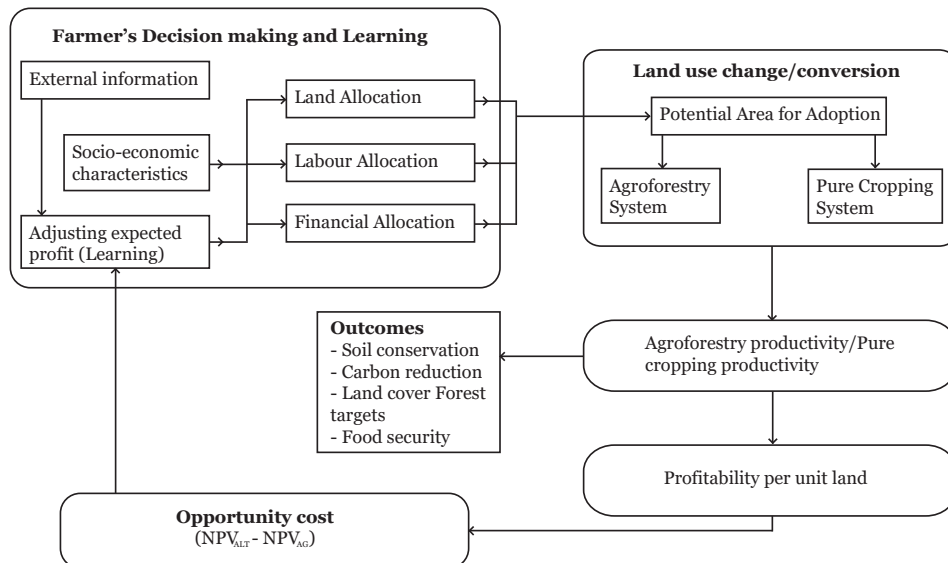 Farmer's Decision making and Learning
External information
Socio-economic
characteristics
Adjusting expected
profit (Learning)
Land Allocation
Labour Allocation
Financial Allocation
Land use change/conversion
Potential Area for Adoption
Agroforestry
System
Pure Cropping
System
Agroforestry productivity/Pure
cropping productivity
Outcomes
- Soil conservation
- Carbon reduction
- Land cover Forest
targets
- Food security
Profitability per unit land
Opportunity cost
(NPV_ALT - NPV_AG)